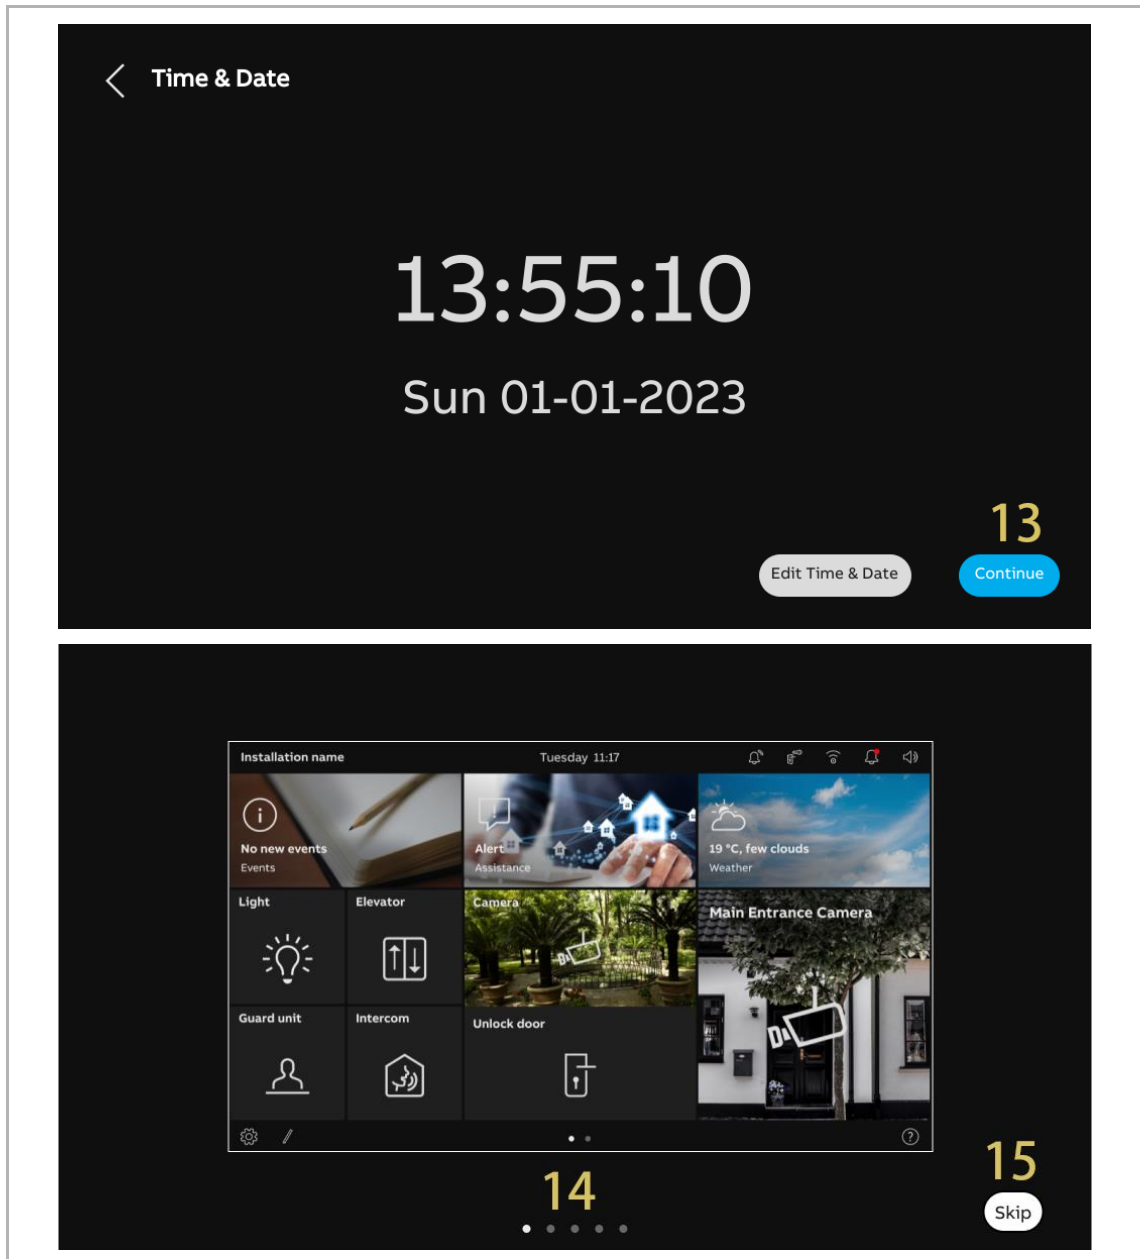 Time & Date
13:55:10
Sun 01-01-2023
13
Edit Time & Date
Continue
Installation name
Tuesday 11:17
No new events
Events
Alert
Assistance
19 °C, few clouds
Weather
Light
Elevator
Camera
Main Entrance Camera
Guard unit
Intercom
Unlock door
14
15
Skip